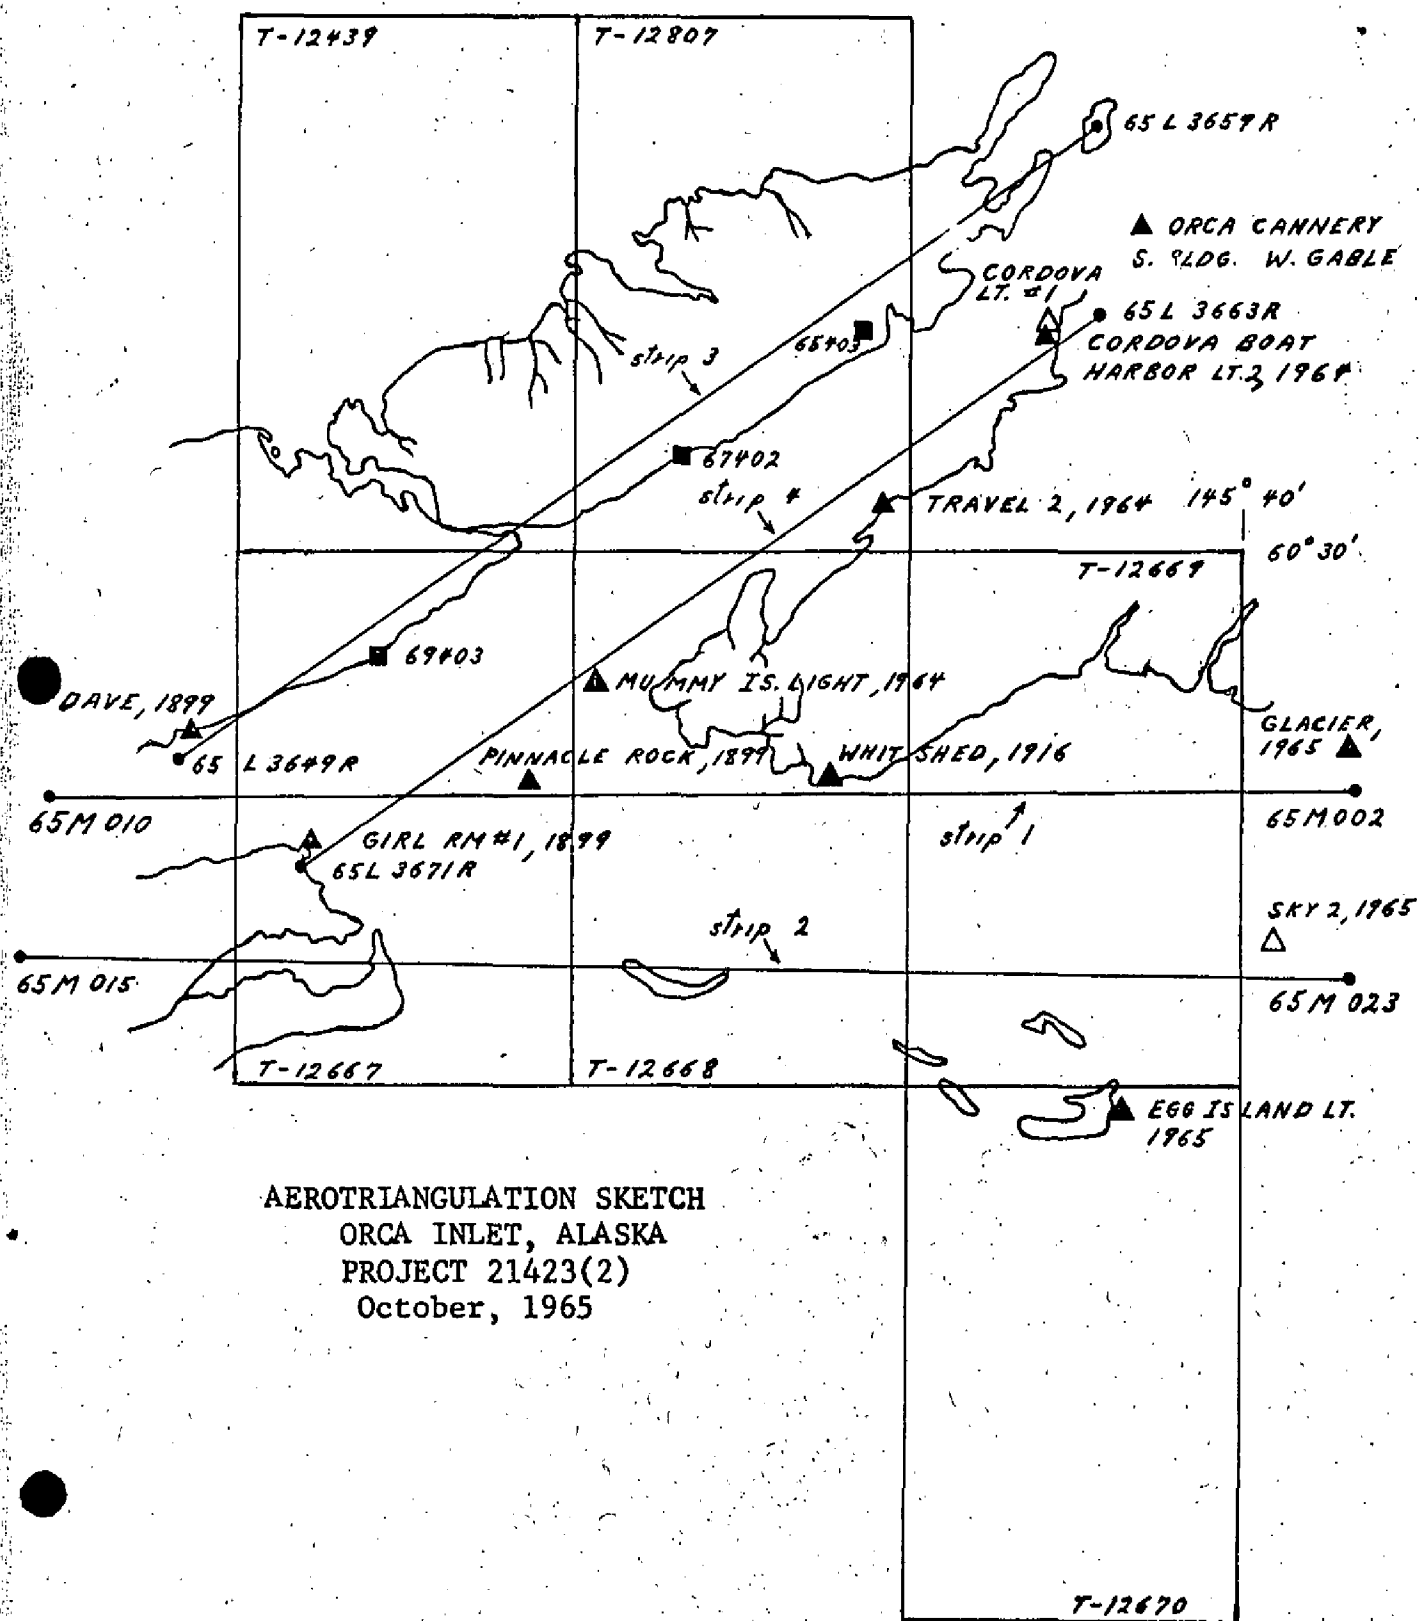 T-12439
T-12807
65 L 3659 R
▲ ORCA CANNERY
S. BLDG. W. GABLE
CORDOVA
LT. #1
65 L 3663R
CORDOVA BOAT
HARBOR LT. 2, 1964
65403
strip 3
67402
strip 4
TRAVEL 2, 1964
145° 40'
60° 30'
T-12669
69403
MUMMY IS. LIGHT, 1964
DAVE, 1899
65 L 3649 R
PINNACLE ROCK, 1899
WHITSHED, 1916
GLACIER,
1965
65M 010
65M 002
strip 1
GIRL RM #1, 1899
65L 3671 R
SKY 2, 1965
strip 2
65M 015
65M 023
T-12667
T-12668
EGG ISLAND LT.
1965
AEROTRIANGULATION SKETCH
ORCA INLET, ALASKA
PROJECT 21423(2)
October, 1965
T-12670